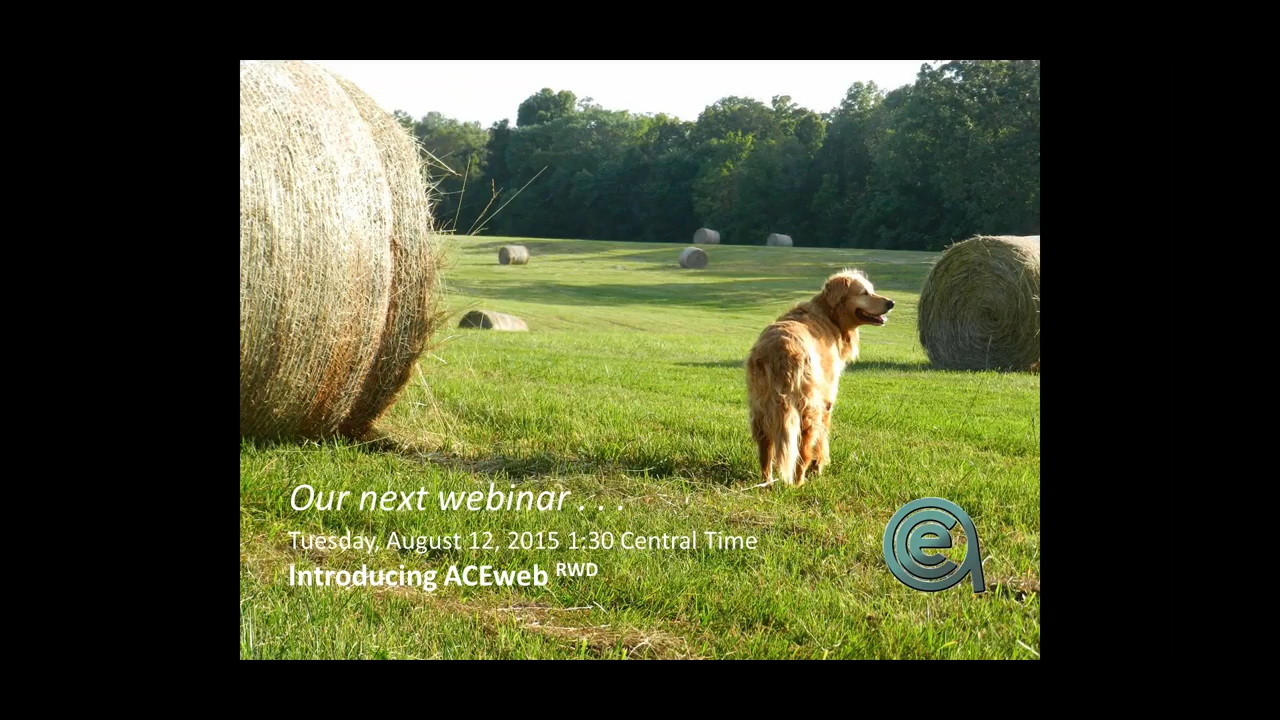 Our next webinar . . .
Tuesday, August 12, 2015 1:30 Central Time
Introducing ACEweb RWD